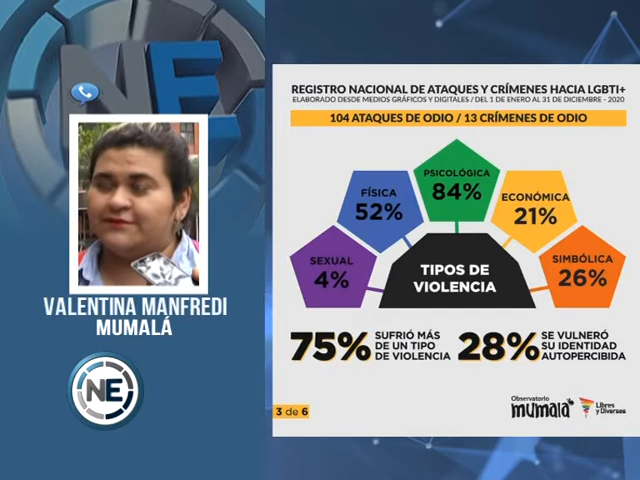 NE
VALENTINA MANFREDI
MUMALÁ
NE
REGISTRO NACIONAL DE ATAQUES Y CRÍMENES HACIA LGBTI+
ELABORADO DESDE MEDIOS GRÁFICOS Y DIGITALES / DEL 1 DE ENERO AL 31 DE DICIEMBRE - 2020
104 ATAQUES DE ODIO / 13 CRÍMENES DE ODIO
PSICOLÓGICA
84%
FÍSICA
52%
ECONÓMICA
21%
SEXUAL
4%
SIMBÓLICA
26%
TIPOS DE
VIOLENCIA
75%
SUFRIÓ MÁS
DE UN TIPO
DE VIOLENCIA
28%
SE VULNERÓ
SU IDENTIDAD
AUTOPERCIBIDA
3 de 6
Observatorio
mumalá
Libres
y Diversas